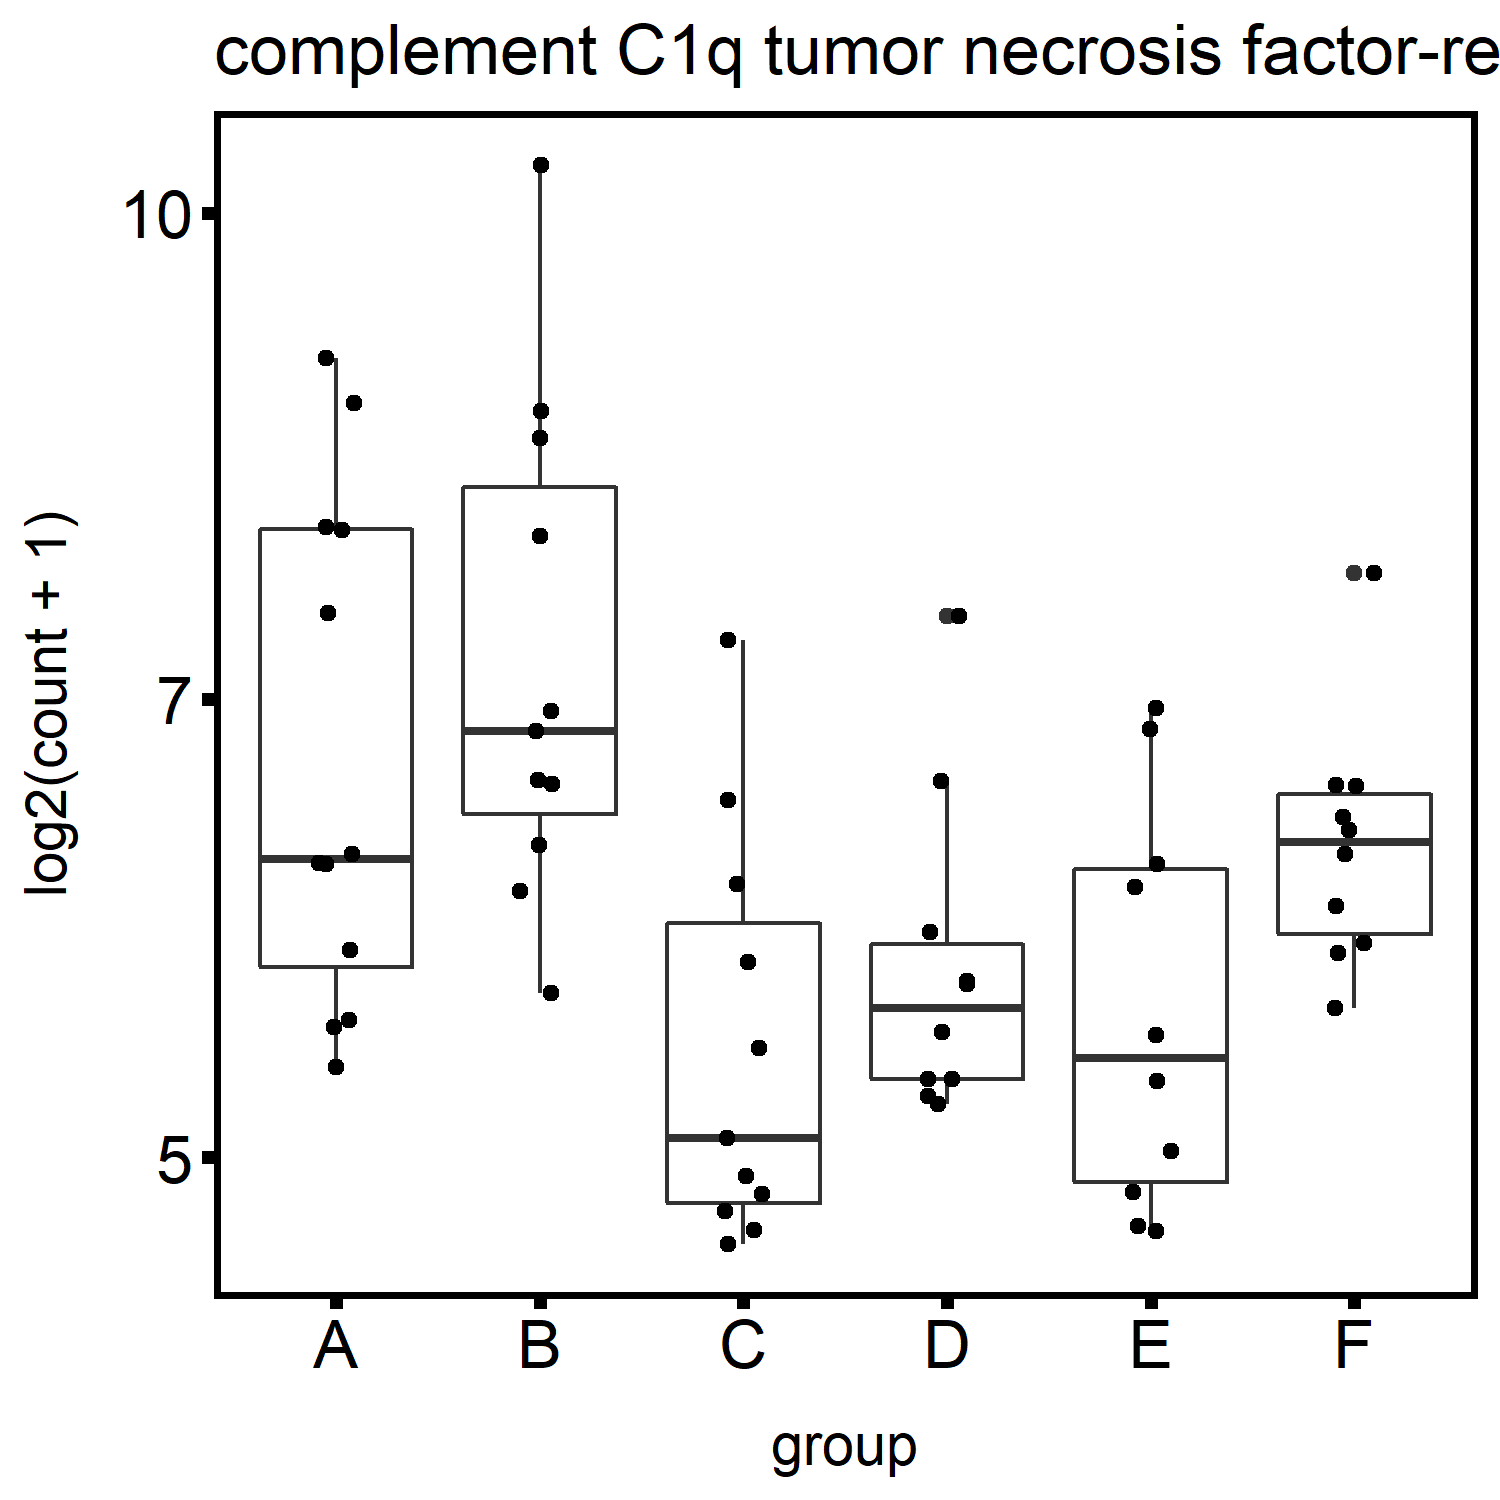 complement C1q tumor necrosis factor-re
10
7
5
log2(count + 1)
A B C D E F
group